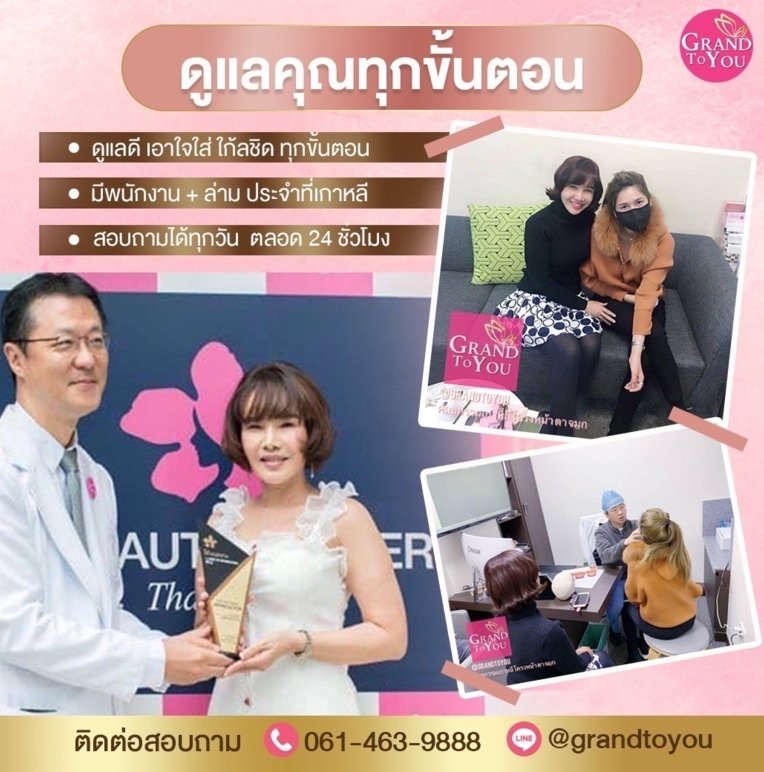 ดูแลคุณทุกขั้นตอน
GRAND
TO YOU
• ดูแลดี เอาใจใส่ ใกล้ชิด ทุกขั้นตอน
• มีพนักงาน + ล่าม ประจำที่เกาหลี
• สอบถามได้ทุกวัน ตลอด 24 ชั่วโมง
GRAND
TO YOU
@GRANDTOYOU
AUT ER
Tha
GRAND
TO YOU
@GRANDTOYOU
ติดต่อสอบถาม 061-463-9888 LINE @grandtoyou